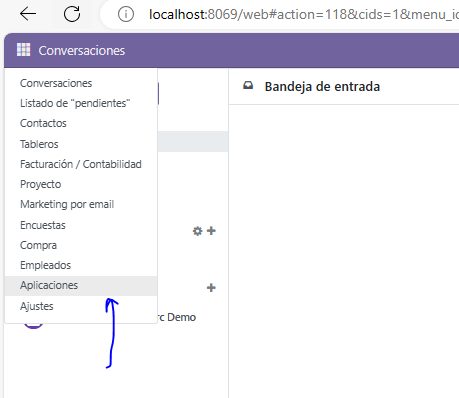 localhost:8069/web#action=118&cids=1&menu_ic
Conversaciones
Bandeja de entrada
Conversaciones
Listado de "pendientes"
Contactos
Tableros
Facturación / Contabilidad
Proyecto
Marketing por email
Encuestas
Compra
Empleados
Aplicaciones
Ajustes
rc Demo